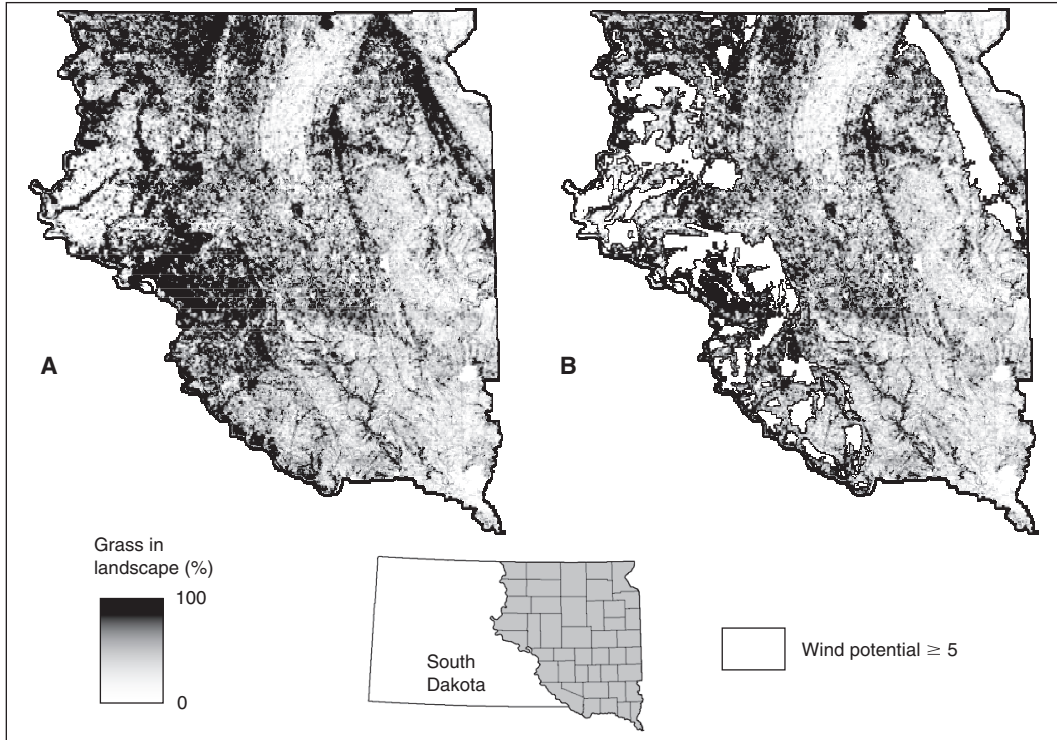 A
B
Grass in
landscape (%)
100
0
South
Dakota
Wind potential ≥ 5